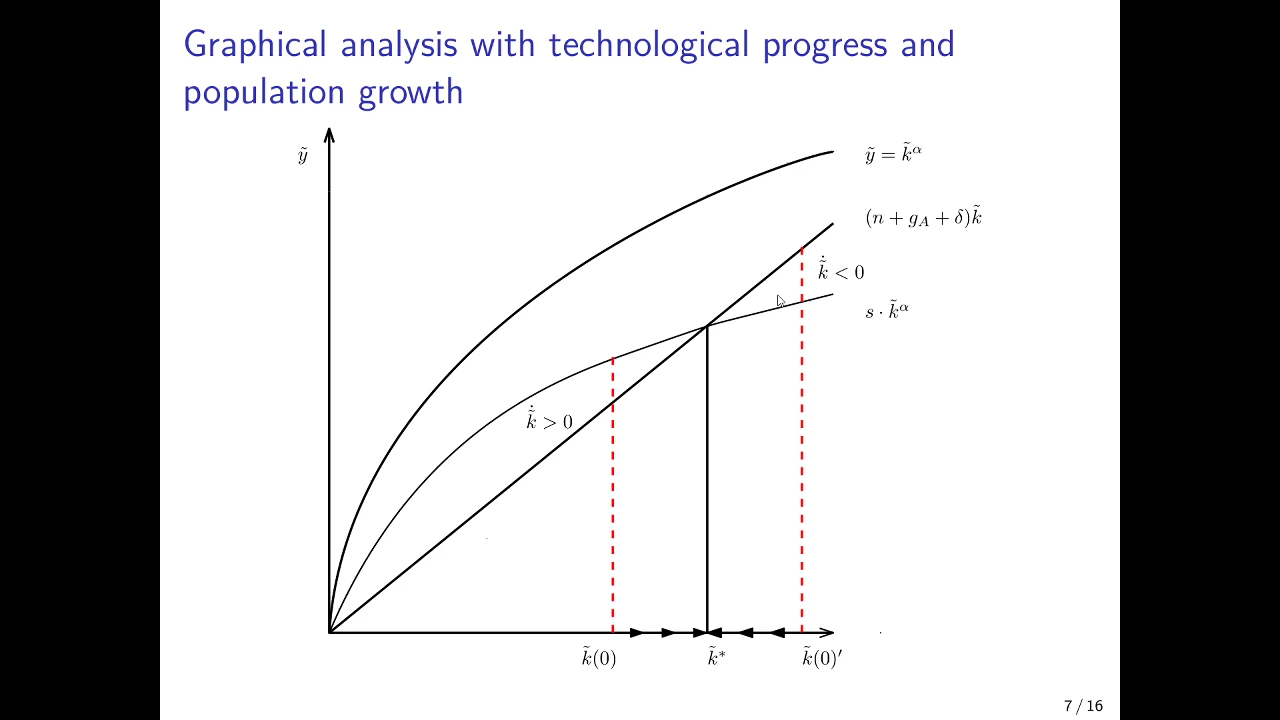 Graphical analysis with technological progress and
population growth
ỹ
ỹ = k̃^α
(n + g_A + δ)k̃
k̃̇ < 0
s · k̃^α
k̃̇ > 0
k̃(0)
k̃*
k̃(0)′
7 / 16